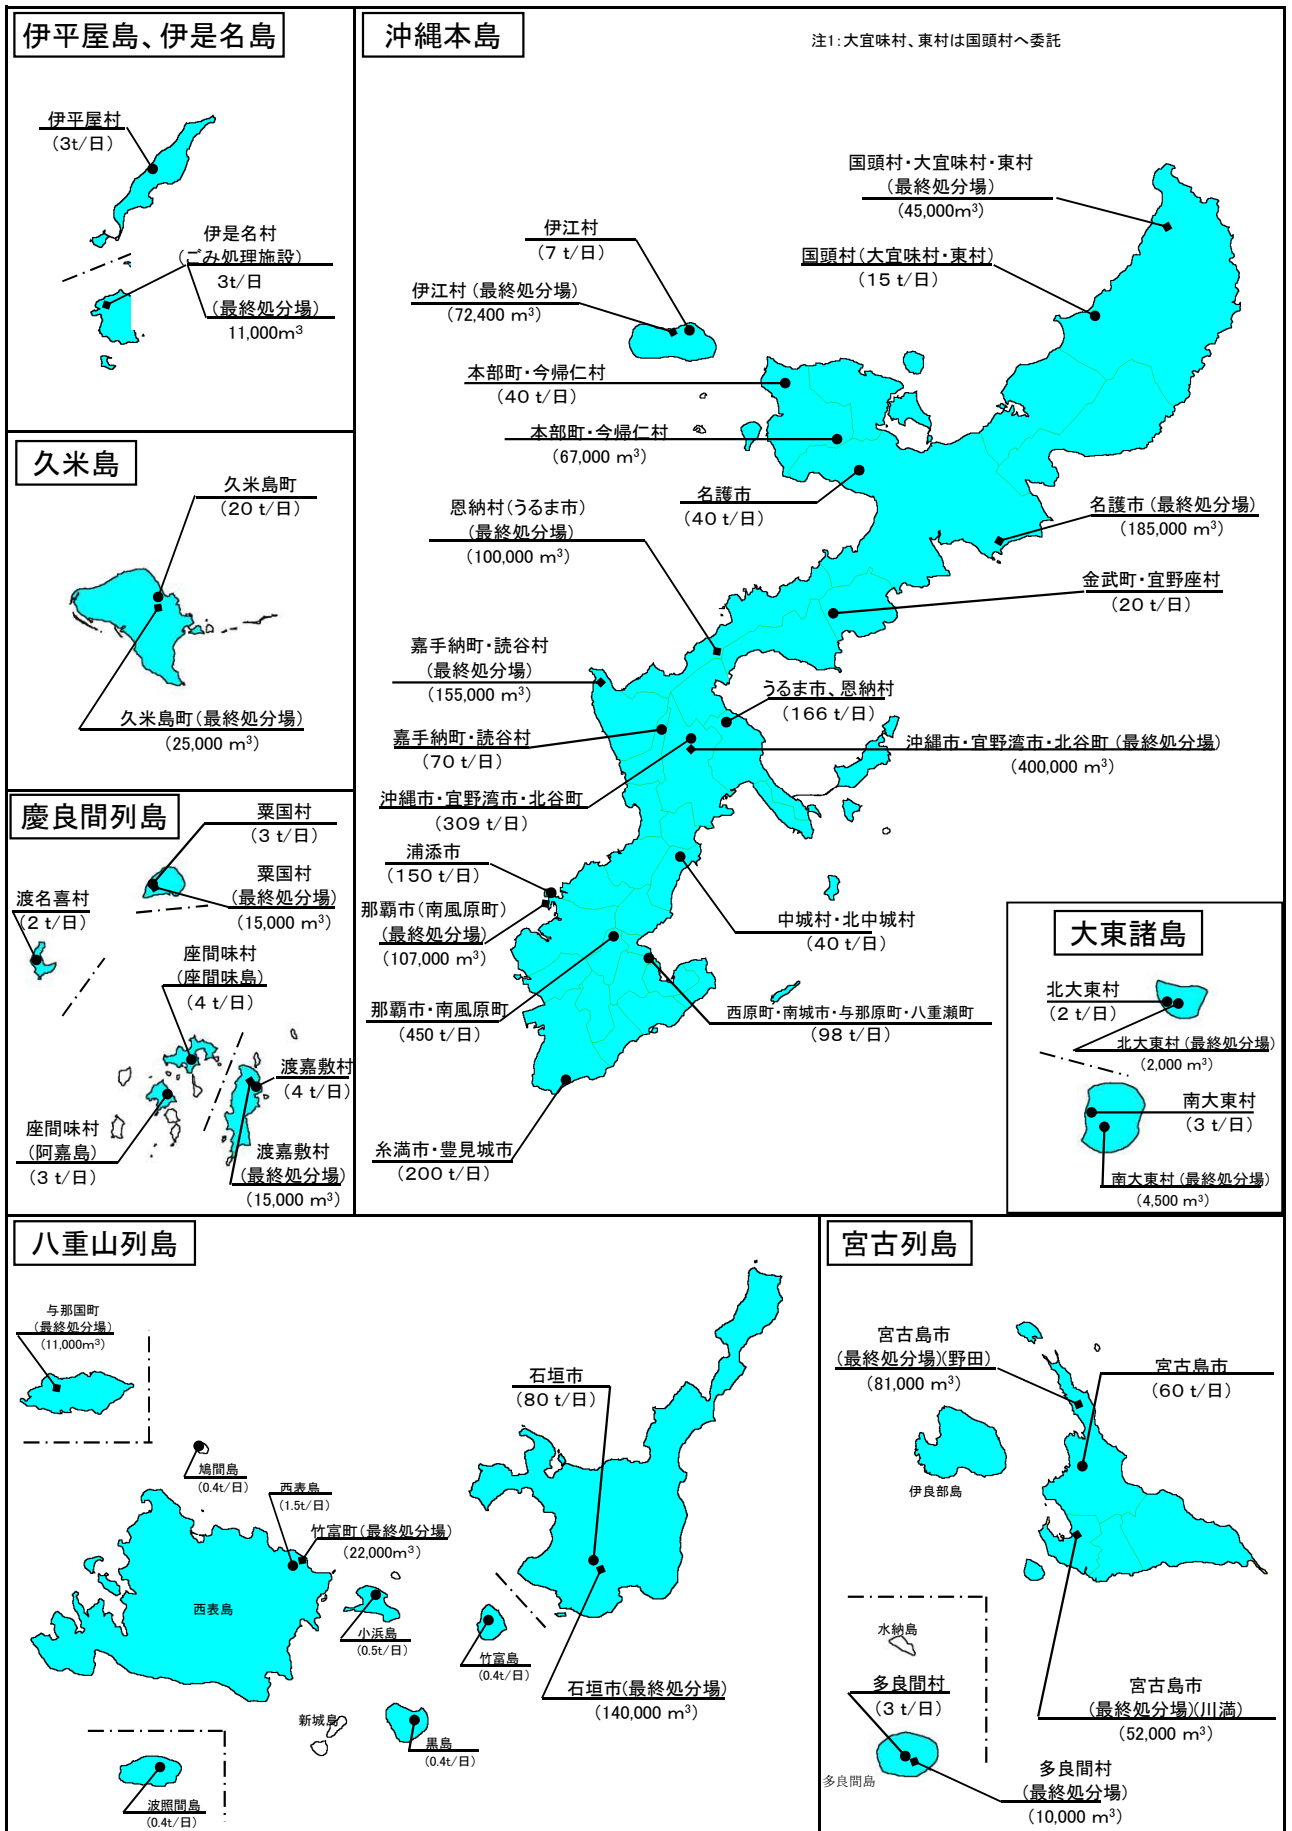 伊平屋島、伊是名島
伊平屋村
(3t/日)
伊是名村
(ごみ処理施設)
3t/日
(最終処分場)
11,000m³
久米島
久米島町
(20 t/日)
久米島町(最終処分場)
(25,000 m³)
慶良間列島
粟国村
(3 t/日)
粟国村
(最終処分場)
(15,000 m³)
渡名喜村
(2 t/日)
座間味村
(座間味島)
(4 t/日)
渡嘉敷村
(4 t/日)
座間味村
(阿嘉島)
(3 t/日)
渡嘉敷村
(最終処分場)
(15,000 m³)
沖縄本島
注1:大宜味村、東村は国頭村へ委託
国頭村・大宜味村・東村
(最終処分場)
(45,000m³)
国頭村(大宜味村・東村)
(15 t/日)
伊江村
(7 t/日)
伊江村(最終処分場)
(72,400 m³)
本部町・今帰仁村
(40 t/日)
本部町・今帰仁村
(67,000 m³)
名護市
(40 t/日)
名護市(最終処分場)
(185,000 m³)
恩納村(うるま市)
(最終処分場)
(100,000 m³)
金武町・宜野座村
(20 t/日)
嘉手納町・読谷村
(最終処分場)
(155,000 m³)
うるま市、恩納村
(166 t/日)
嘉手納町・読谷村
(70 t/日)
沖縄市・宜野湾市・北谷町(最終処分場)
(400,000 m³)
沖縄市・宜野湾市・北谷町
(309 t/日)
浦添市
(150 t/日)
那覇市(南風原町)
(最終処分場)
(107,000 m³)
中城村・北中城村
(40 t/日)
那覇市・南風原町
(450 t/日)
西原町・南城市・与那原町・八重瀬町
(98 t/日)
糸満市・豊見城市
(200 t/日)
大東諸島
北大東村
(2 t/日)
北大東村(最終処分場)
(2,000 m³)
南大東村
(3 t/日)
南大東村(最終処分場)
(4,500 m³)
八重山列島
与那国町
(最終処分場)
(11,000m³)
鳩間島
(0.4t/日)
西表島
(1.5t/日)
竹富町(最終処分場)
(22,000m³)
西表島
小浜島
(0.5t/日)
石垣市
(80 t/日)
竹富島
(0.4t/日)
石垣市(最終処分場)
(140,000 m³)
新城島
黒島
(0.4t/日)
波照間島
(0.4t/日)
宮古列島
宮古島市
(最終処分場)(野田)
(81,000 m³)
宮古島市
(60 t/日)
伊良部島
水納島
多良間村
(3 t/日)
宮古島市
(最終処分場)(川満)
(52,000 m³)
多良間島
多良間村
(最終処分場)
(10,000 m³)